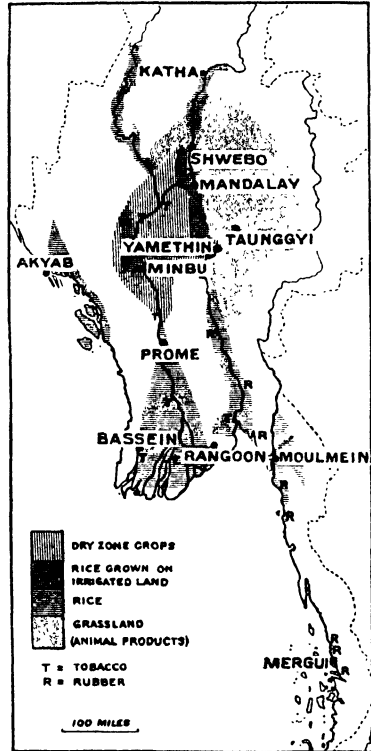 KATHA
SHWEBO
MANDALAY
YAMETHIN
TAUNGGYI
AKYAB
MINBU
PROME
R
R
R
BASSEIN
RANGOON
MOULMEIN
T
R
R
DRY ZONE CROPS
RICE GROWN ON
IRRIGATED LAND
RICE
GRASSLAND
(ANIMAL PRODUCTS)
T = TOBACCO
R = RUBBER
MERGUI
R
R
R
R
100 MILES